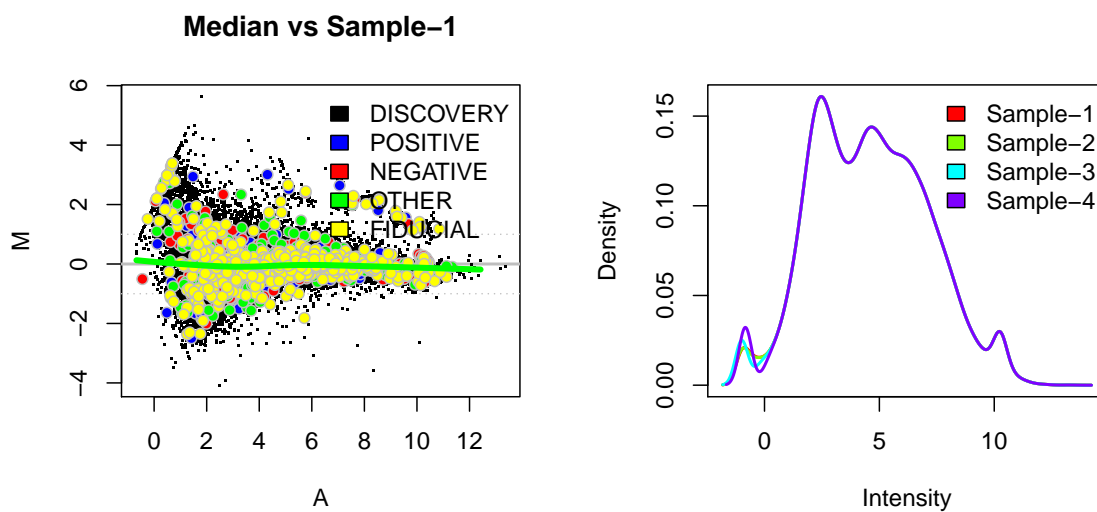 Median vs Sample−1
6
4
2
0
−2
−4
M
DISCOVERY
POSITIVE
NEGATIVE
OTHER
FIDUCIAL
0 2 4 6 8 10 12
A
0.15
0.10
0.05
0.00
Density
Sample−1
Sample−2
Sample−3
Sample−4
0 5 10
Intensity